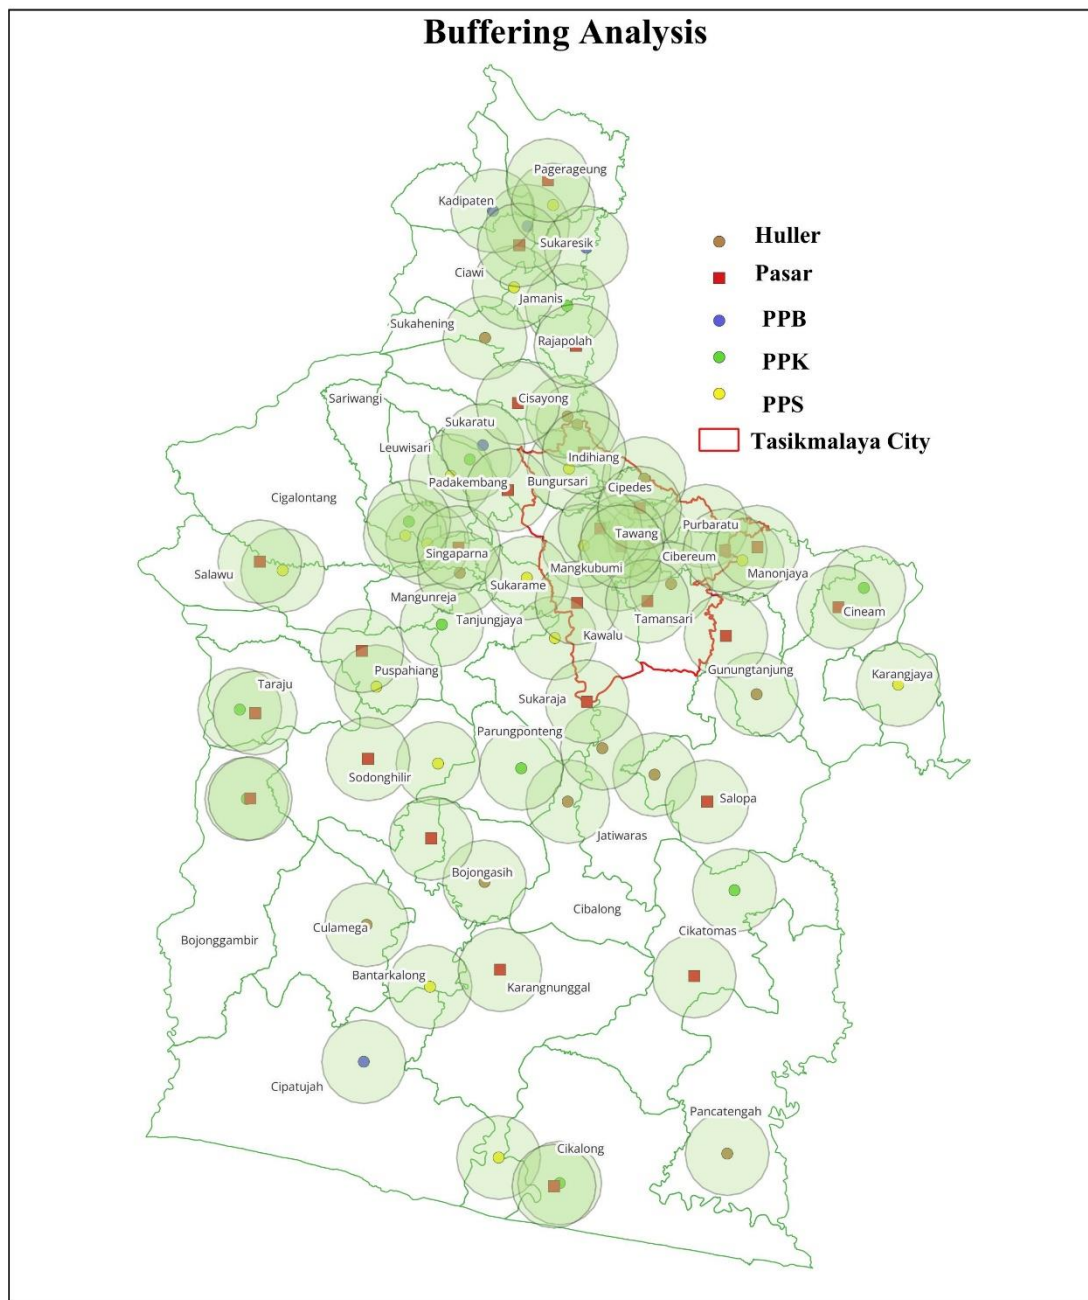 Buffering Analysis
Pagerageung
Kadipaten
Huller
Sukaresik
Pasar
Ciawi
Jamanis
PPB
Sukahening
Rajapolah
PPK
Sariwangi
Cisayong
PPS
Sukaratu
Tasikmalaya City
Leuwisari
Indihiang
Padakembang
Bungursari
Cipedes
Cigalontang
Purbaratu
Tawang
Singaparna
Cibereum
Salawu
Mangkubumi
Manonjaya
Sukarame
Mangunreja
Cineam
Tanjungjaya
Tamansari
Kawalu
Puspahiang
Gunungtanjung
Karangjaya
Taraju
Sukaraja
Parungponteng
Sodonghilir
Salopa
Jatiwaras
Bojongasih
Cibalong
Culamega
Cikatomas
Bojonggambir
Bantarkalong
Karangnunggal
Cipatujah
Pancatengah
Cikalong